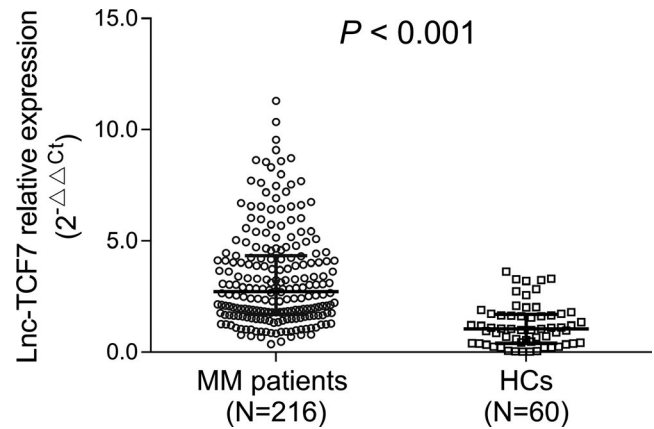 15.0
P < 0.001
10.0
5.0
0.0
Lnc-TCF7 relative expression
(2-△△Ct)
MM patients
(N=216)
HCs
(N=60)